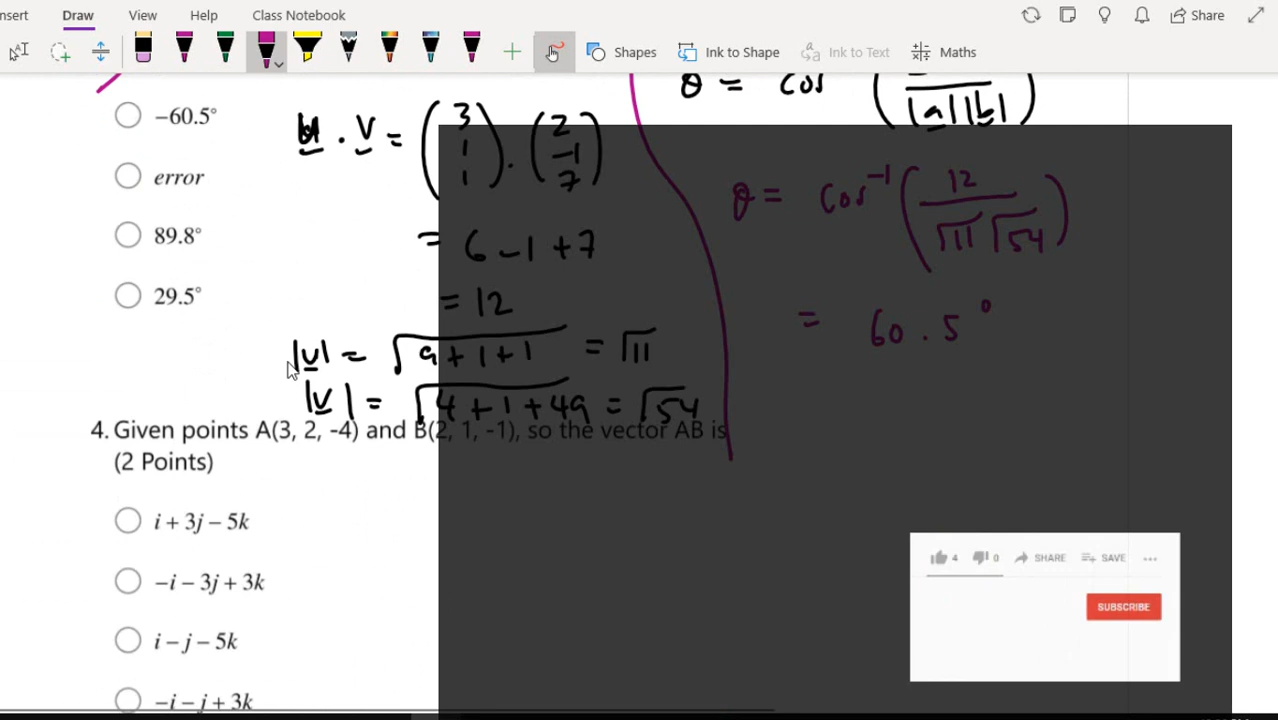 nsert Draw View Help Class Notebook Share
Shapes Ink to Shape Ink to Text Maths
θ = cos ( / |a||b| )
−60.5°
u . v = (3 1 1) . (2 −1 7)
error
θ = cos⁻¹ ( 12 / √11 √54 )
89.8°
= 6 − 1 + 7
29.5°
= 12
= 60.5°
|u| = √9 + 1 + 1 = √11
|v| = √4 + 1 + 49 = √54
4. Given points A(3, 2, -4) and B(2, 1, -1), so the vector AB is
(2 Points)
i + 3j – 5k
4 0 SHARE SAVE ...
−i – 3j + 3k
SUBSCRIBE
i – j – 5k
−i – j + 3k